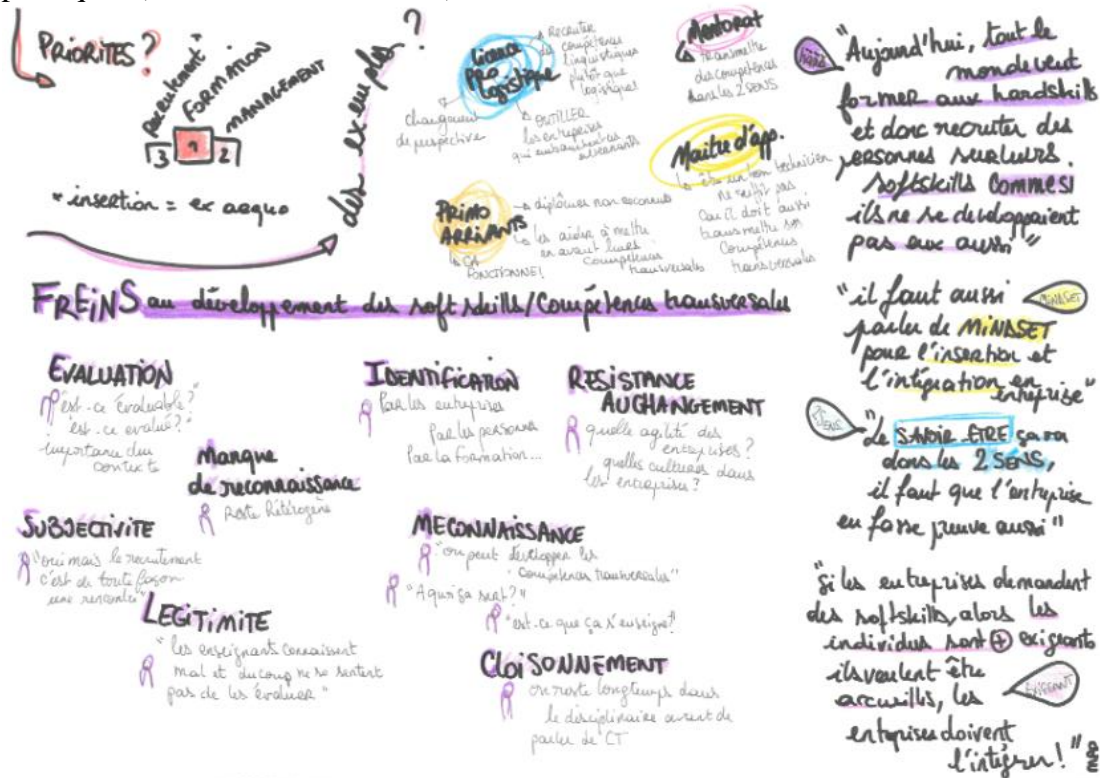 PRIORITES?
Recrutement*
FORMATION
MANAGEMENT
3 1 2
* insertion = ex aequo
des exemples?
licence
PRO
logistique
changement
de perspective
Recruter
compétences
linguistiques
plutôt que
logistiques
OUTILLER
les entreprises
qui embauchent
alternants
Mentorat
transmettre
des compétences
dans les 2 SENS
PRIMO
ARRIVANTS
diplômes non reconnus
les aider à mettre
en avant leurs
compétences
transversales
ÇA
FONCTIONNE!
Maitre d'app.
être un bon technicien
ne suffit pas
Car il doit aussi
transmettre ses
Compétences
transversales
FREINS au développement des soft skills/Compétences transversales
EVALUATION
"est-ce évaluable?
est-ce évalué?"
importance du
contexte
IDENTIFICATION
Par les entreprises
Par les personnes
Par la formation...
RESISTANCE
AU CHANGEMENT
quelle agilité des
entreprises?
quelles cultures dans
les entreprises?
Manque
de reconnaissance
Reste Hétérogène
SUBJECTIVITE
"oui mais le recrutement
c'est de toute façon
une rencontre"
MECONNAISSANCE
"on peut développer les
compétences transversales"
"A quoi ça sert?"
"est-ce que ça s'enseigne?"
LEGITIMITE
"les enseignants connaissent
mal et du coup ne se sentent
pas de les évaluer"
CLOISONNEMENT
on reste longtemps dans
le disciplinaire avant de
parler de CT
"Aujourd'hui, tout le
monde veut
former aux hardskills
et donc recruter des
personnes sur leurs
softskills comme si
ils ne se développaient
pas eux aussi"
"il faut aussi
parler de MINDSET
pour l'insertion et
l'intégration en
entreprise"
MINDSET
2 SENS
"Le SAVOIR-ETRE ça va
dans les 2 SENS,
il faut que l'entreprise
en fasse preuve aussi"
"Si les entreprises demandent
des softskills, alors les
individus sont + exigeants
ils veulent être
accueillis, les
entreprises doivent
l'intégrer!"
EXIGEANT